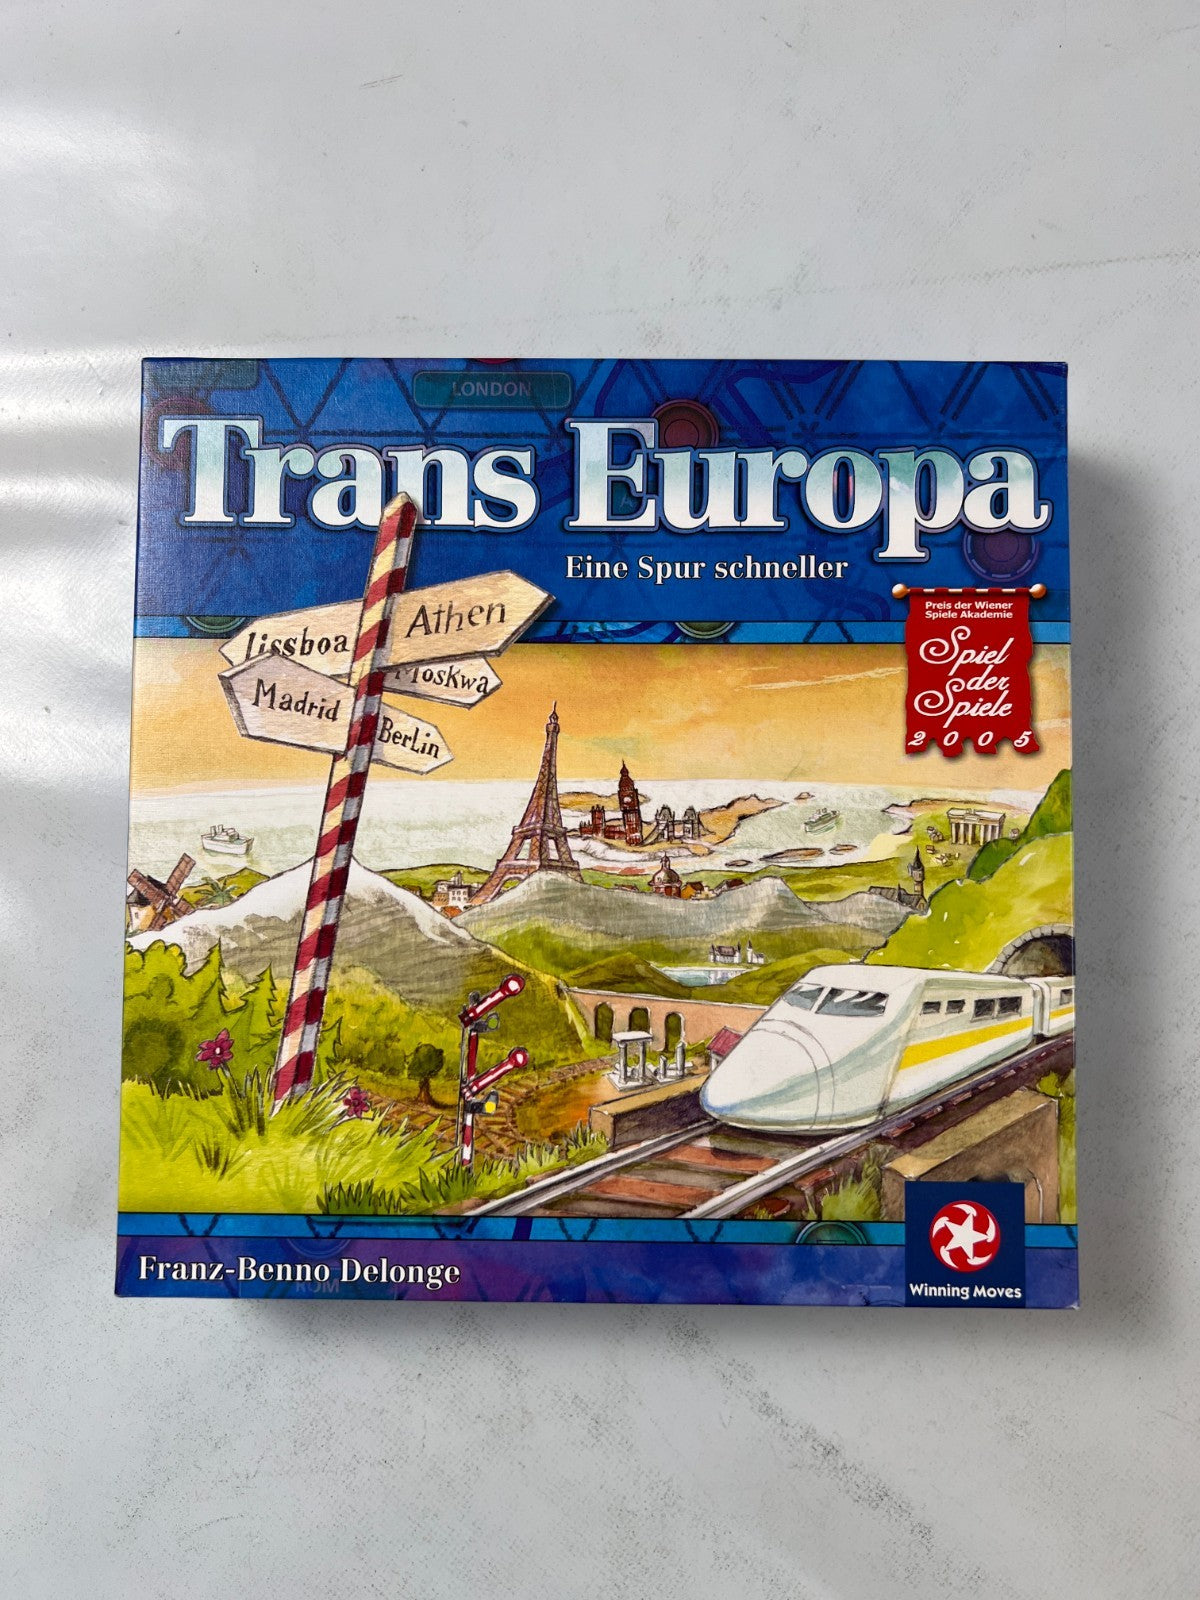 LONDON
Trans Europa
Eine Spur schneller
Preis der Wiener
Spiele Akademie
Spiel
der
Spiele
2005
Athen
lissboa
Moskwa
Madrid
Berlin
Franz-Benno Delonge
ROM
Winning Moves